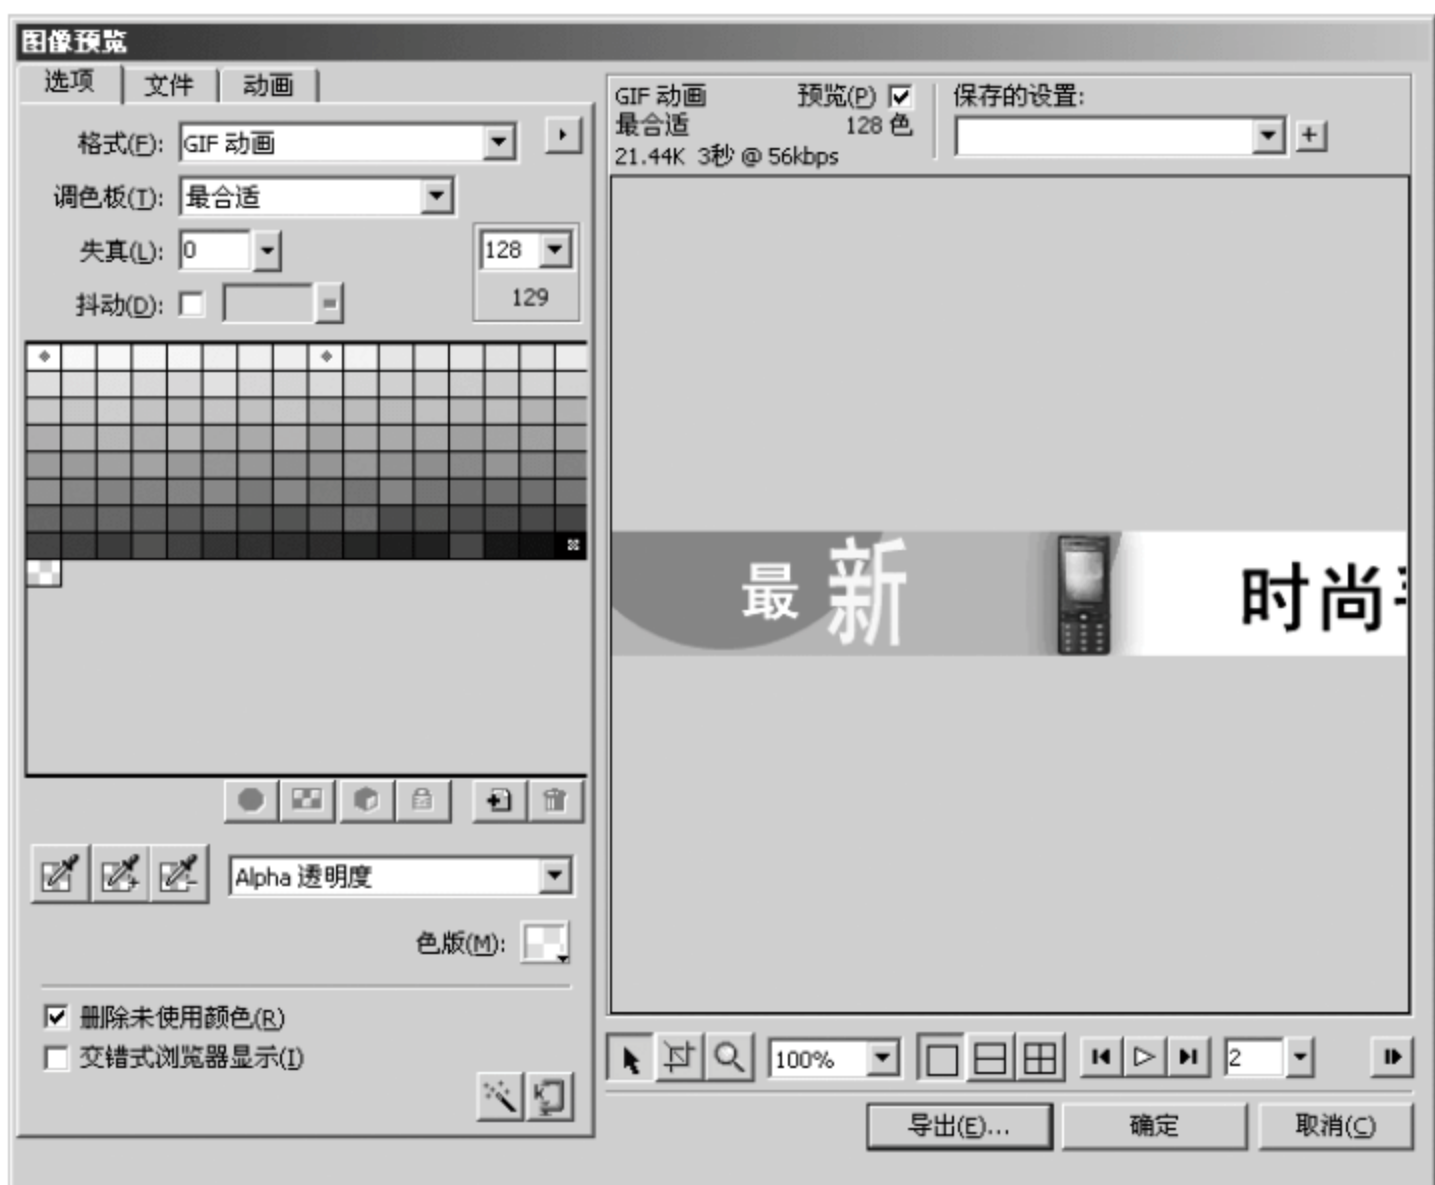 图像预览
选项 文件 动画
格式(F): GIF 动画
调色板(T): 最合适
失真(L): 0
128
129
抖动(D):
Alpha 透明度
色版(M):
删除未使用颜色(R)
交错式浏览器显示(I)
GIF 动画 预览(P)
最合适 128 色
21.44K 3秒 @ 56kbps
保存的设置:
最 新 时尚
100%
2
导出(E)... 确定 取消(C)